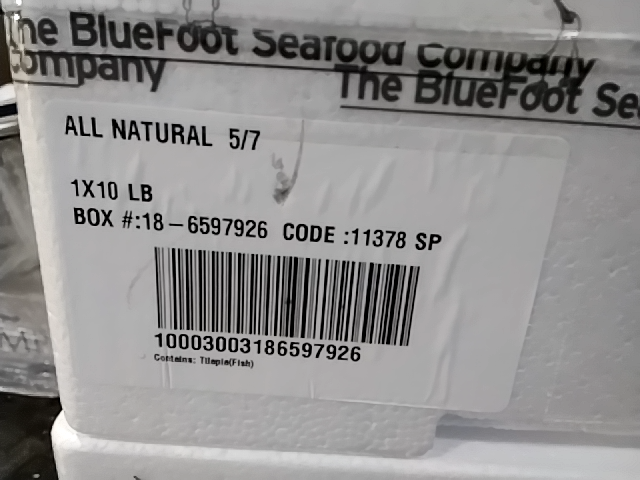 The BlueFoot Seafood Company
Company
The BlueFoot
ALL NATURAL 5/7
1X10 LB
BOX #:18-6597926 CODE :11378 SP
10003003186597926
Contains: Tilapia(Fish)